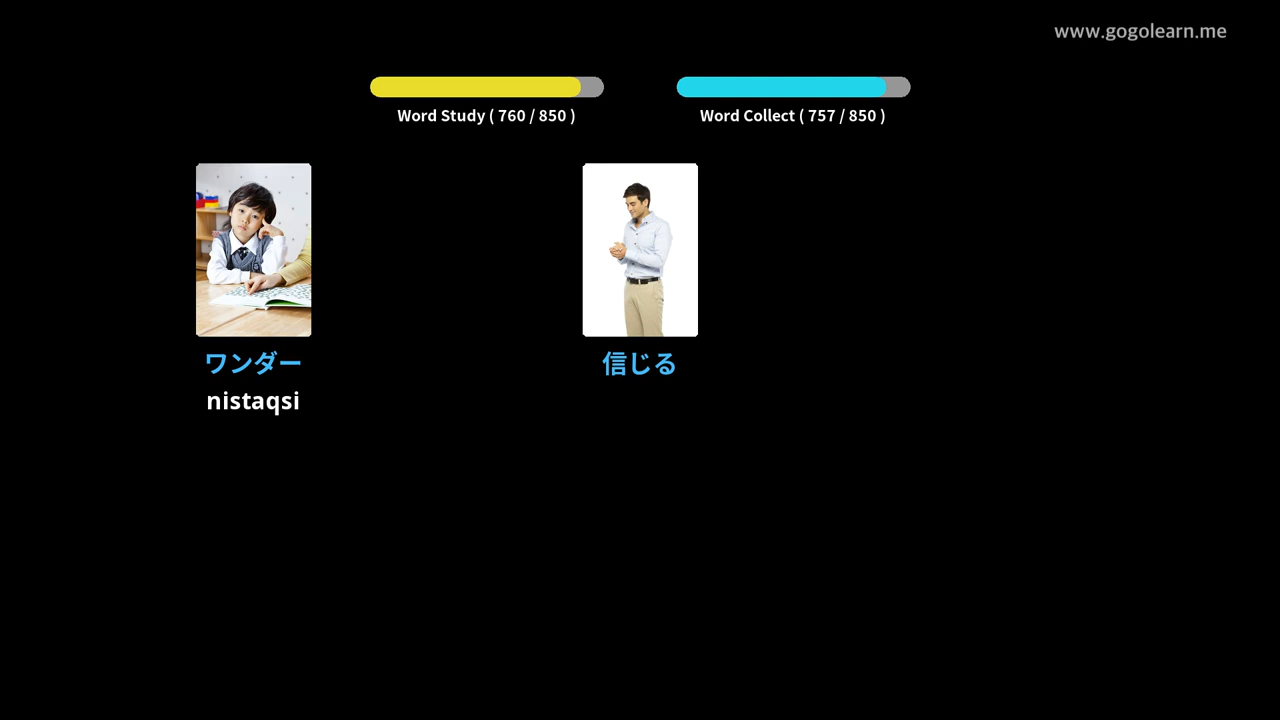 www.gogolearn.me
Word Study ( 760 / 850 )
Word Collect ( 757 / 850 )
ワンダー
nistaqsi
信じる